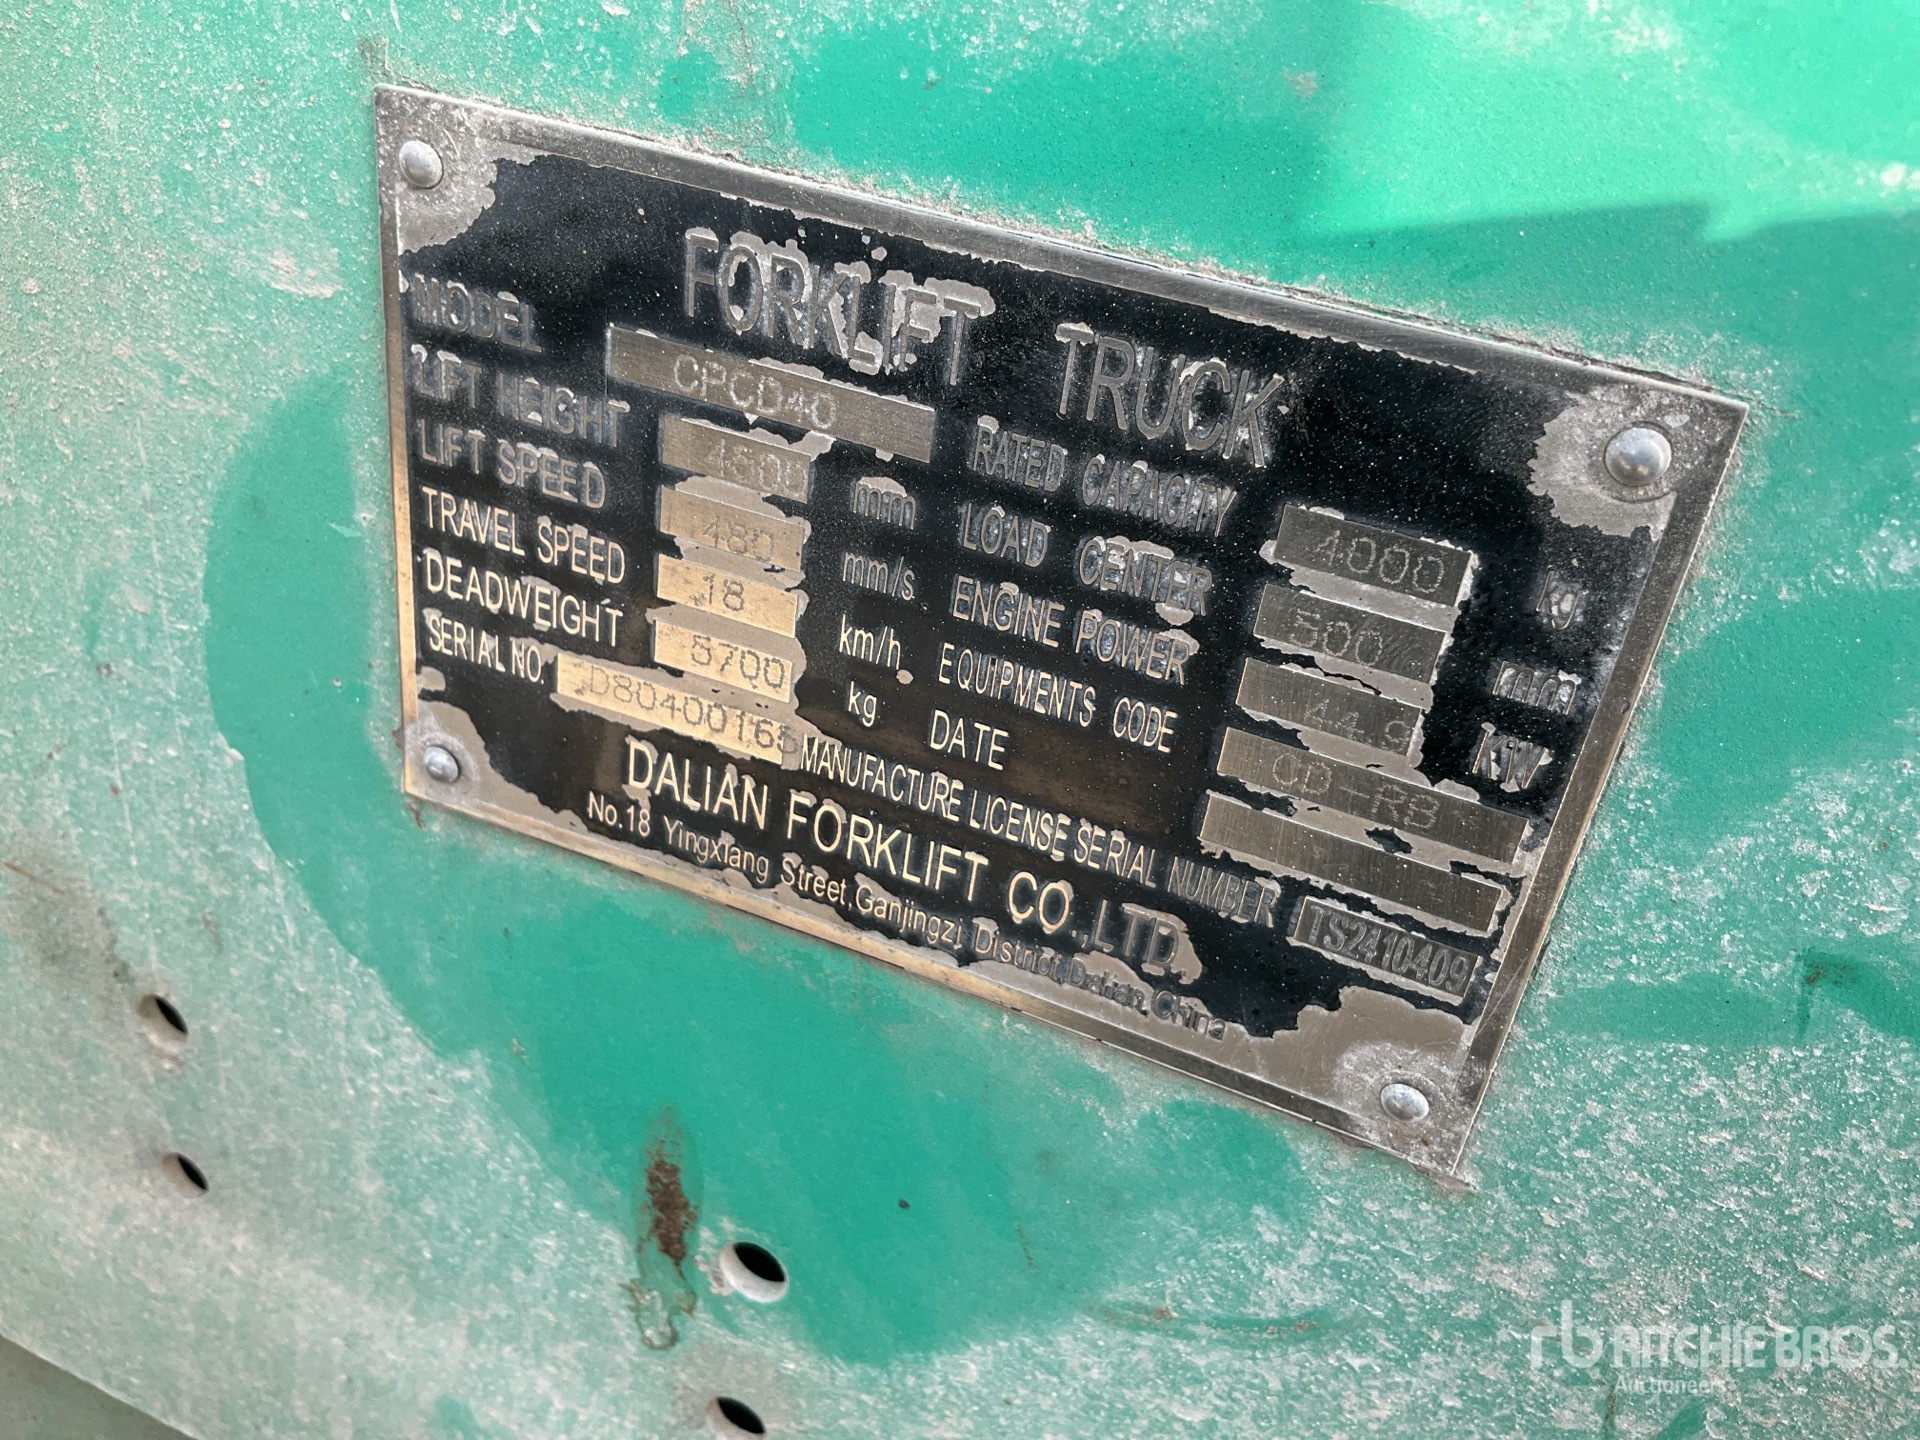 FORKLIFT TRUCK
MODEL CPCD40
LIFT HEIGHT mm
LIFT SPEED 480 mm/s
TRAVEL SPEED 18 km/h
DEADWEIGHT kg
SERIAL NO. D80400165
RATED CAPACITY 4000 kg
LOAD CENTER 500 mm
ENGINE POWER 44.9 kW
EQUIPMENTS CODE
DATE
MANUFACTURE LICENSE SERIAL NUMBER TS2410409
DALIAN FORKLIFT CO.,LTD.
No.18 Yingxiang Street,Ganjingzi District,Dalian,China
rb RITCHIE BROS.
Auctioneers